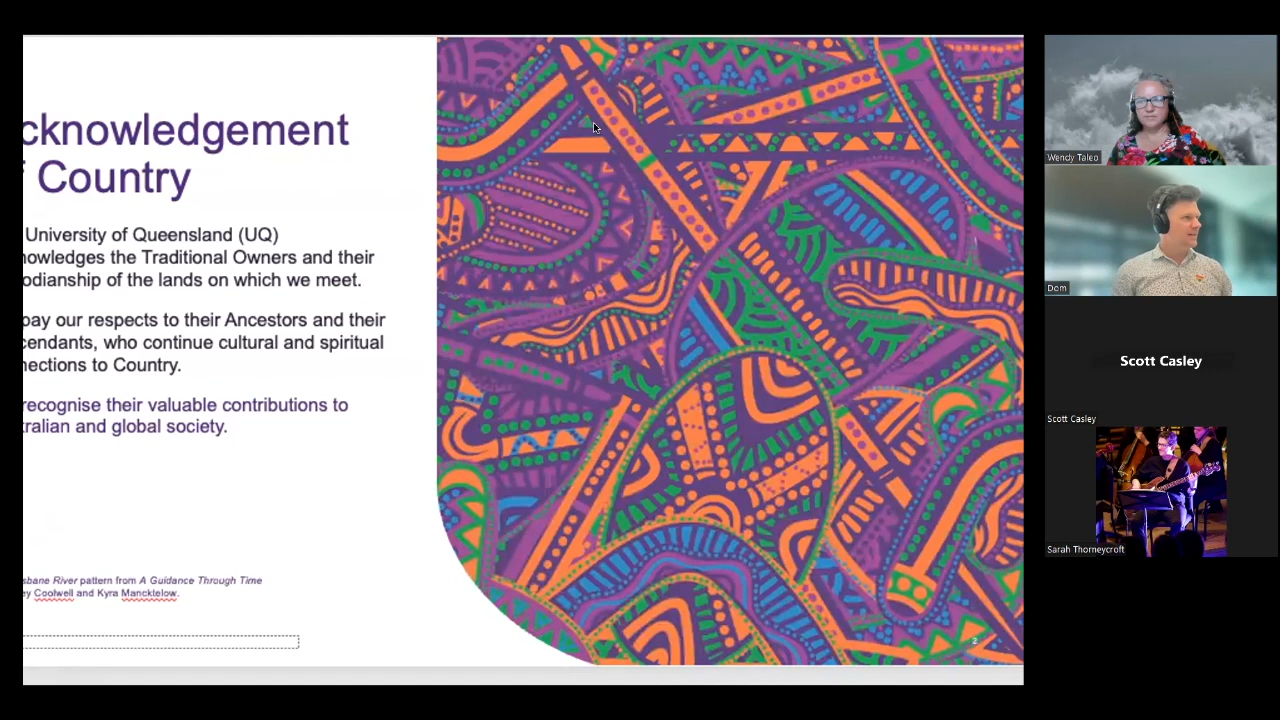 cknowledgement
f Country
University of Queensland (UQ)
nowledges the Traditional Owners and their
odianship of the lands on which we meet.
pay our respects to their Ancestors and their
cendants, who continue cultural and spiritual
nections to Country.
recognise their valuable contributions to
tralian and global society.
sbane River pattern from A Guidance Through Time
ey Coolwell and Kyra Mancktelow.
2
Wendy Taleo
Dom
Scott Casley
Scott Casley
Sarah Thorneycroft